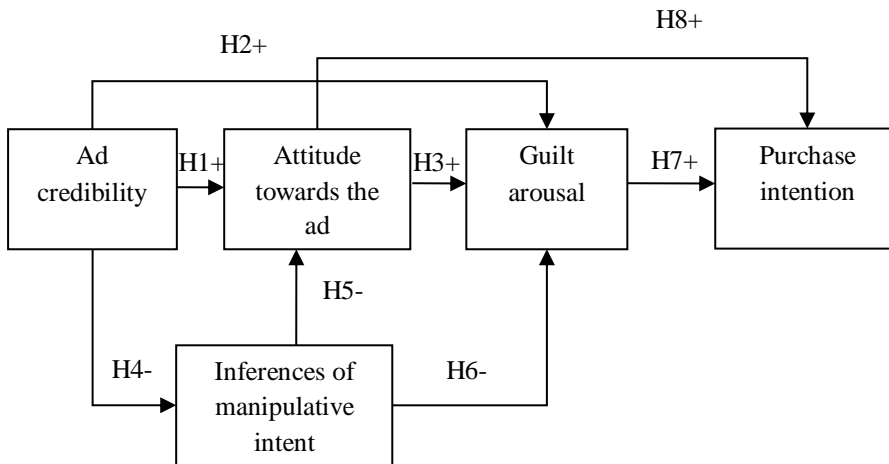 H8+
H2+
Ad
credibility
H1+
Attitude
towards the
ad
H3+
Guilt
arousal
H7+
Purchase
intention
H5-
H4-
Inferences of
manipulative
intent
H6-